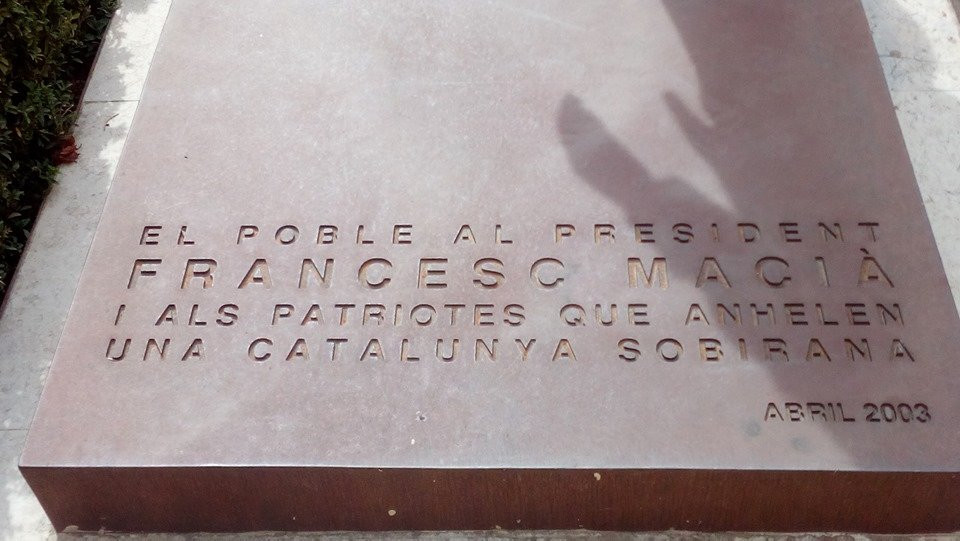 EL POBLE AL PRESIDENT
FRANCESC MACIÀ
I ALS PATRIOTES QUE ANHELEN
UNA CATALUNYA SOBIRANA
ABRIL 2003